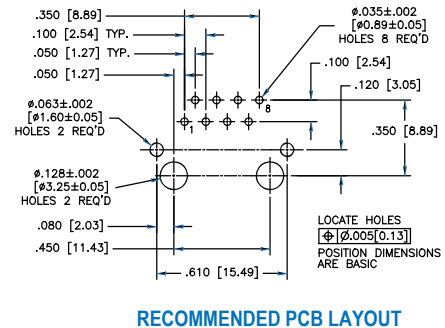 .350 [8.89]
.100 [2.54] TYP.
.050 [1.27] TYP.
.050 [1.27]
ø.035±.002
[ø0.89±0.05]
HOLES 8 REQ'D
.100 [2.54]
.120 [3.05]
8
1
ø.063±.002
[ø1.60±0.05]
HOLES 2 REQ'D
.350 [8.89]
ø.128±.002
[ø3.25±0.05]
HOLES 2 REQ'D
.080 [2.03]
.450 [11.43]
.610 [15.49]
LOCATE HOLES
⌖ Ø.005[0.13]
POSITION DIMENSIONS
ARE BASIC
RECOMMENDED PCB LAYOUT